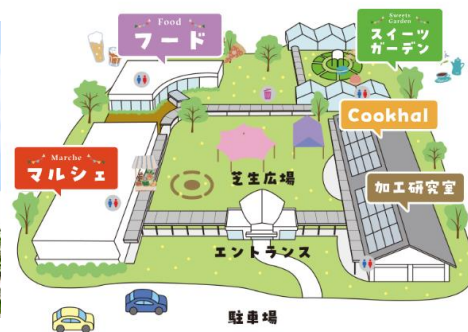 Food
フード
Sweets
Garden
スイーツ
ガーデン
Cookhal
Marche
マルシェ
加工研究室
芝生広場
エントランス
駐車場